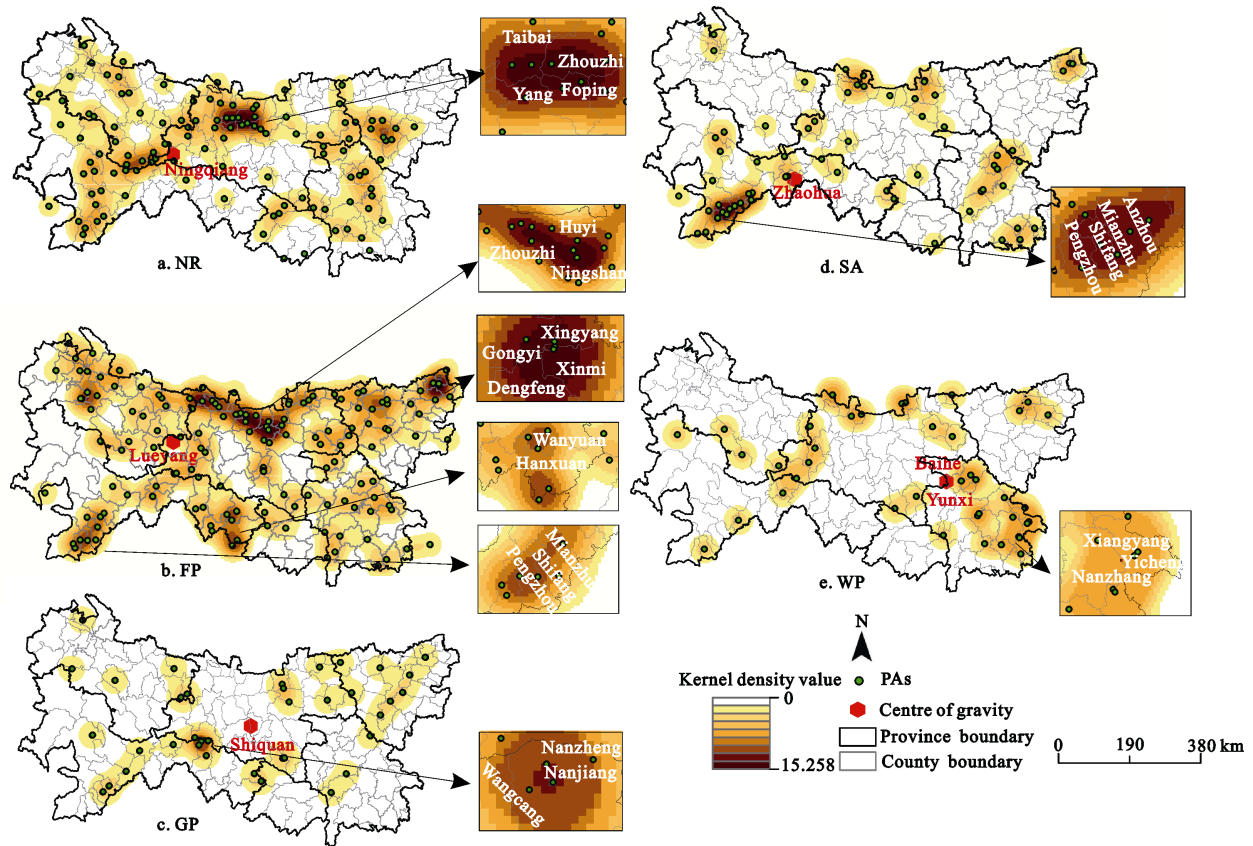 Taibai
Zhouzhi
Yang
Foping
Ningqiang
a. NR
Huyi
Zhouzhi
Ningshan
Xingyang
Gongyi
Xinmi
Dengfeng
Lueyang
Wanyuan
Hanxuan
Mianzhu
Shifang
Pengzhou
b. FP
Shiquan
Nanzheng
Nanjiang
Wangcang
c. GP
Zhaohua
Anzhou
Mianzhu
Shifang
Pengzhou
d. SA
Baihe
Yunxi
Xiangyang
Yicheng
Nanzhang
e. WP
N
Kernel density value
0
15.258
PAs
Centre of gravity
Province boundary
County boundary
0 190 380 km